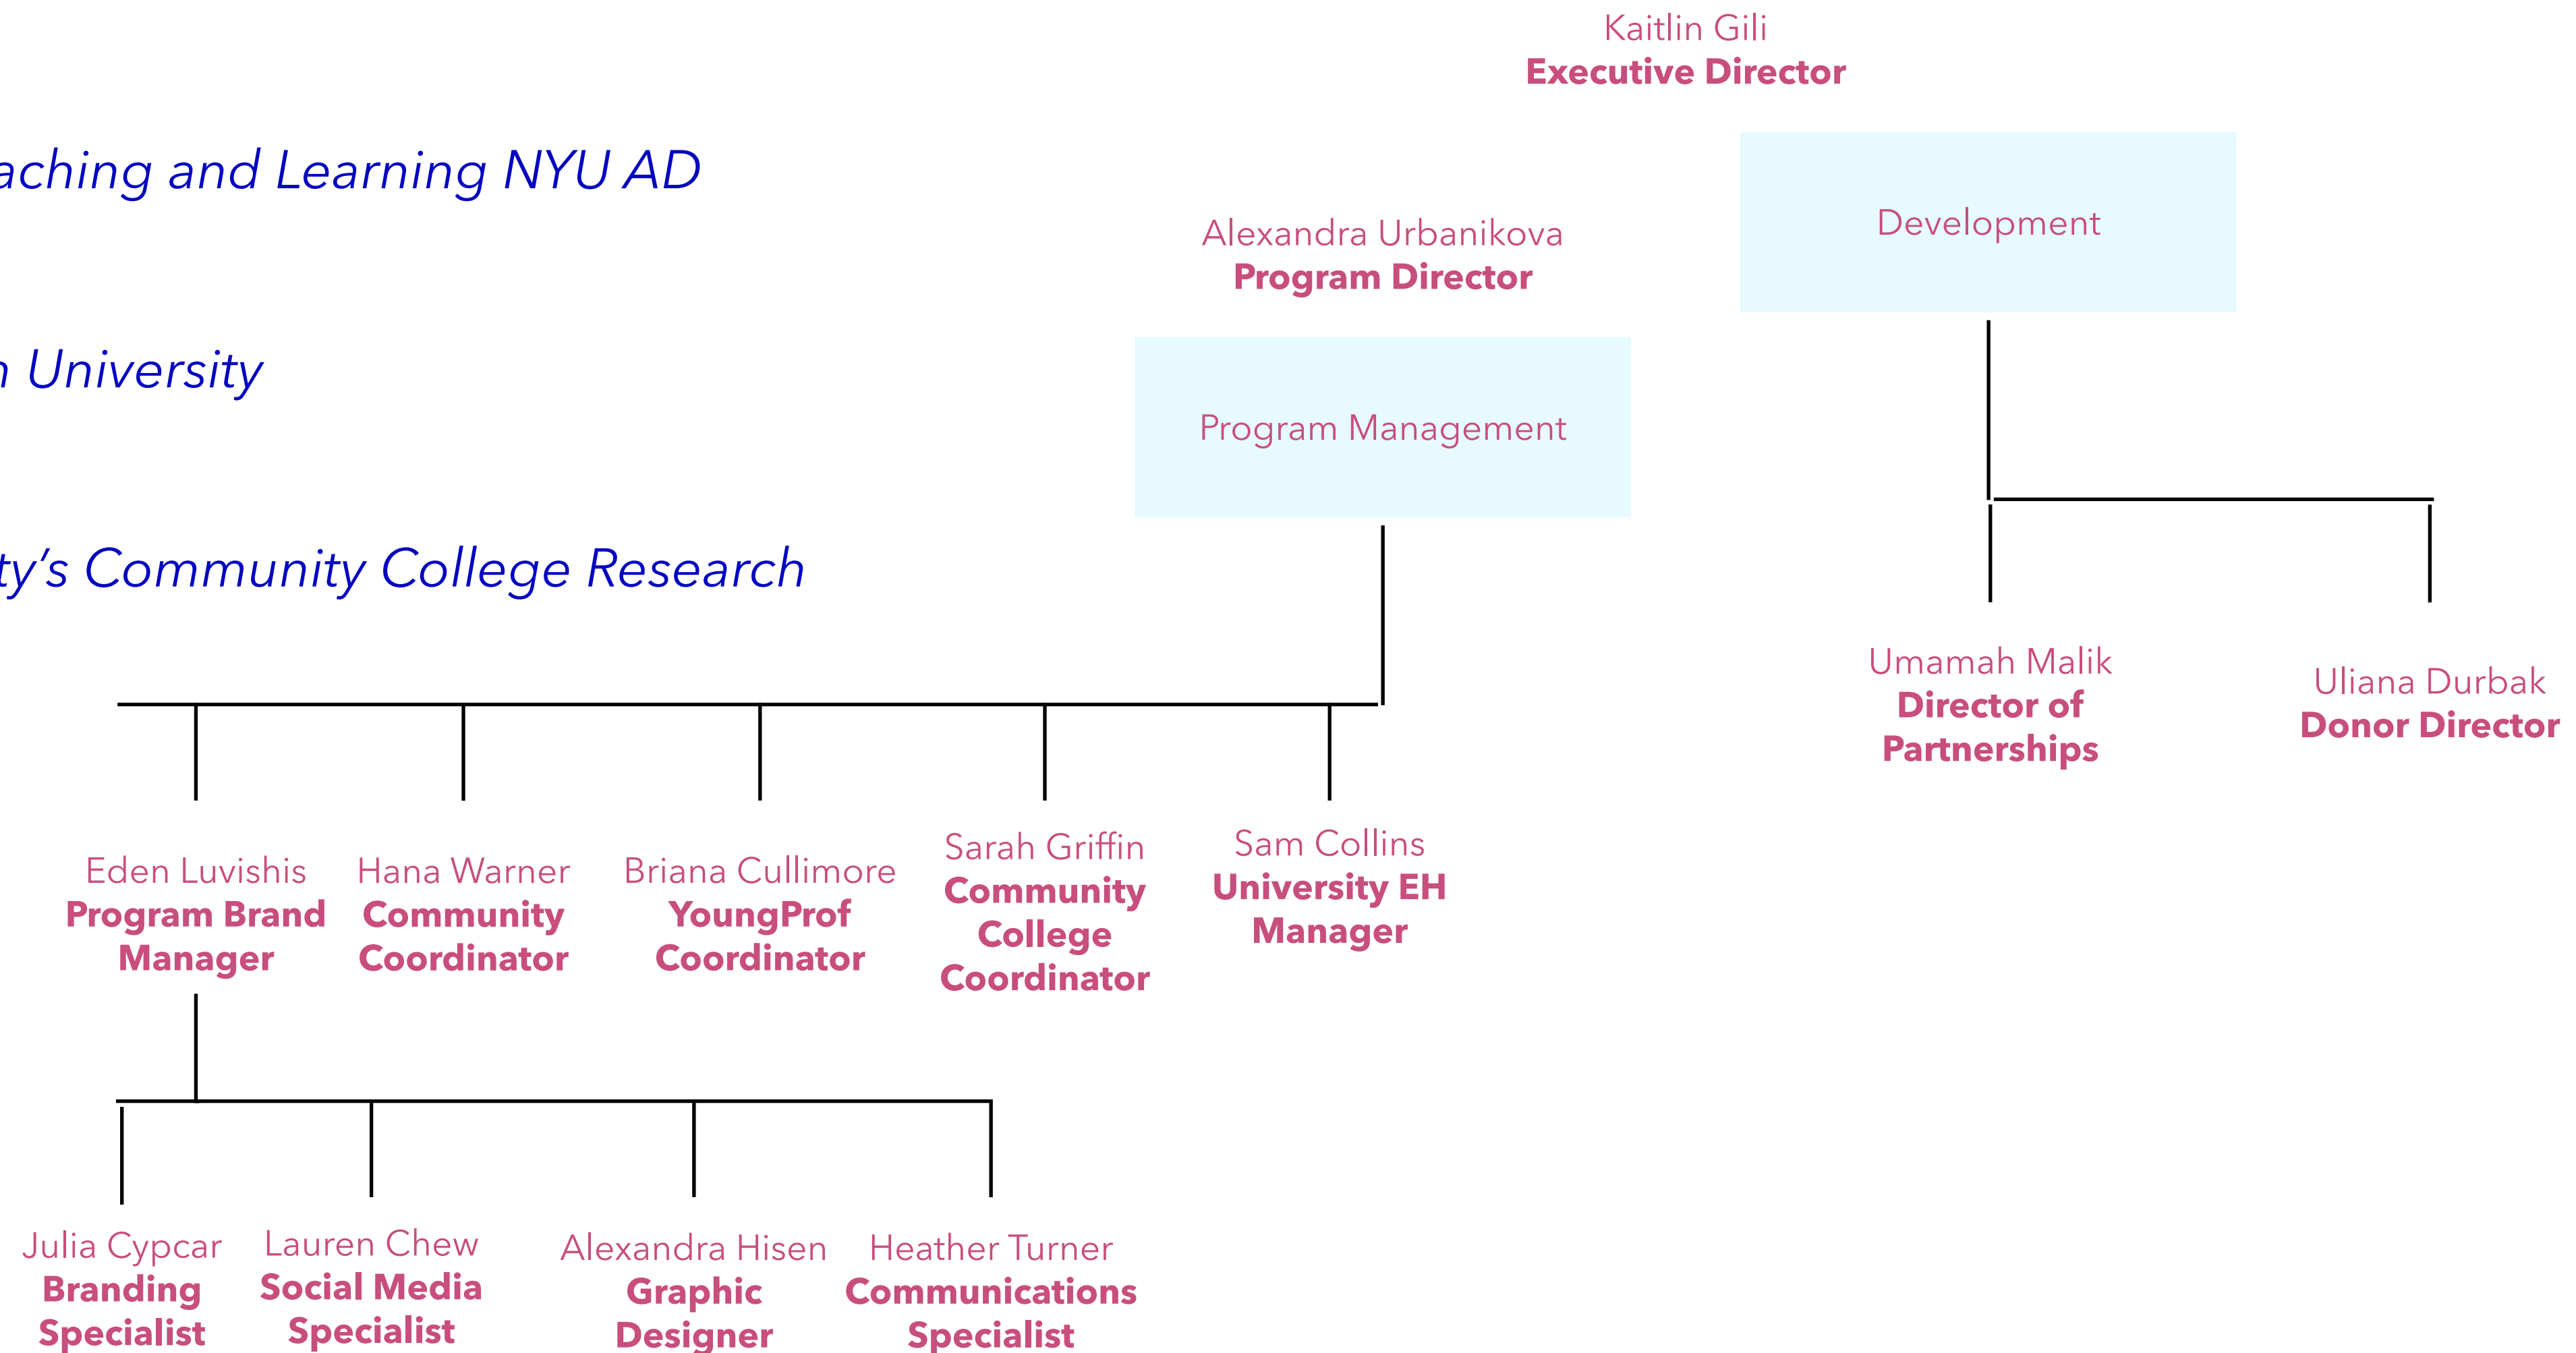 Kaitlin Gili
Executive Director
and Learning NYU AD
Development
Alexandra Urbanikova
Program Director
University
Program Management
Community College Research
Umamah Malik
Director of
Partnerships
Uliana Durbak
Donor Director
Eden Luvishis
Program Brand
Manager
Hana Warner
Community
Coordinator
Briana Cullimore
YoungProf
Coordinator
Sarah Griffin
Community
College
Coordinator
Sam Collins
University EH
Manager
Julia Cypcar
Branding
Specialist
Lauren Chew
Social Media
Specialist
Alexandra Hisen
Graphic
Designer
Heather Turner
Communications
Specialist